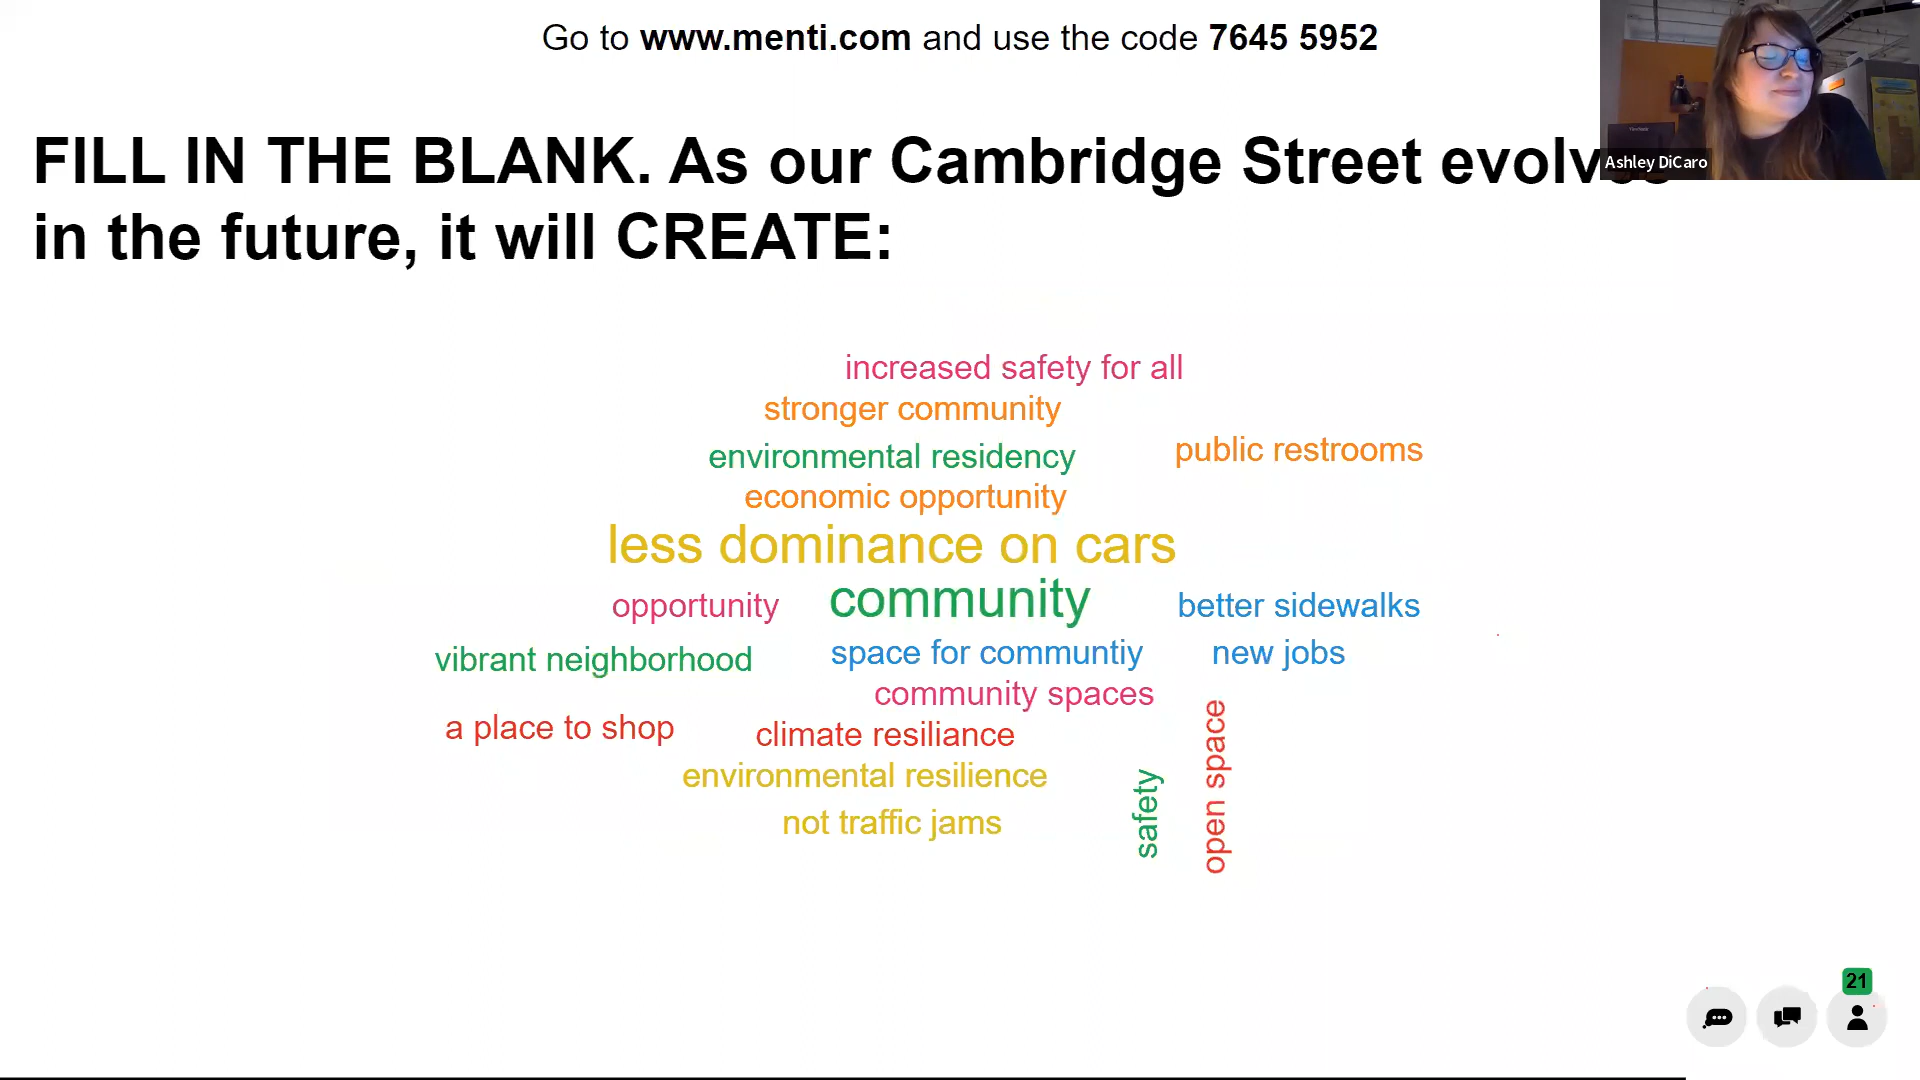 Go to www.menti.com and use the code 7645 5952
Ashley DiCaro
FILL IN THE BLANK. As our Cambridge Street evolves
in the future, it will CREATE:
increased safety for all
stronger community
environmental residency
public restrooms
economic opportunity
less dominance on cars
opportunity
community
better sidewalks
vibrant neighborhood
space for communtiy
new jobs
community spaces
a place to shop
climate resiliance
environmental resilience
not traffic jams
safety
open space
21